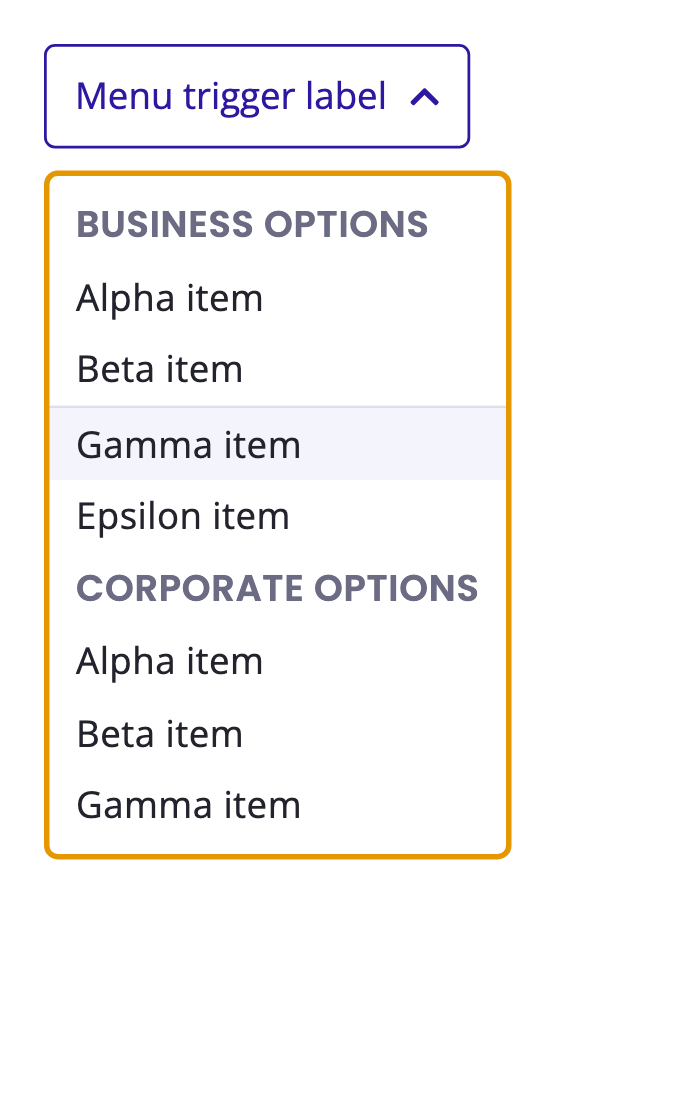 Menu trigger label
BUSINESS OPTIONS
Alpha item
Beta item
Gamma item
Epsilon item
CORPORATE OPTIONS
Alpha item
Beta item
Gamma item